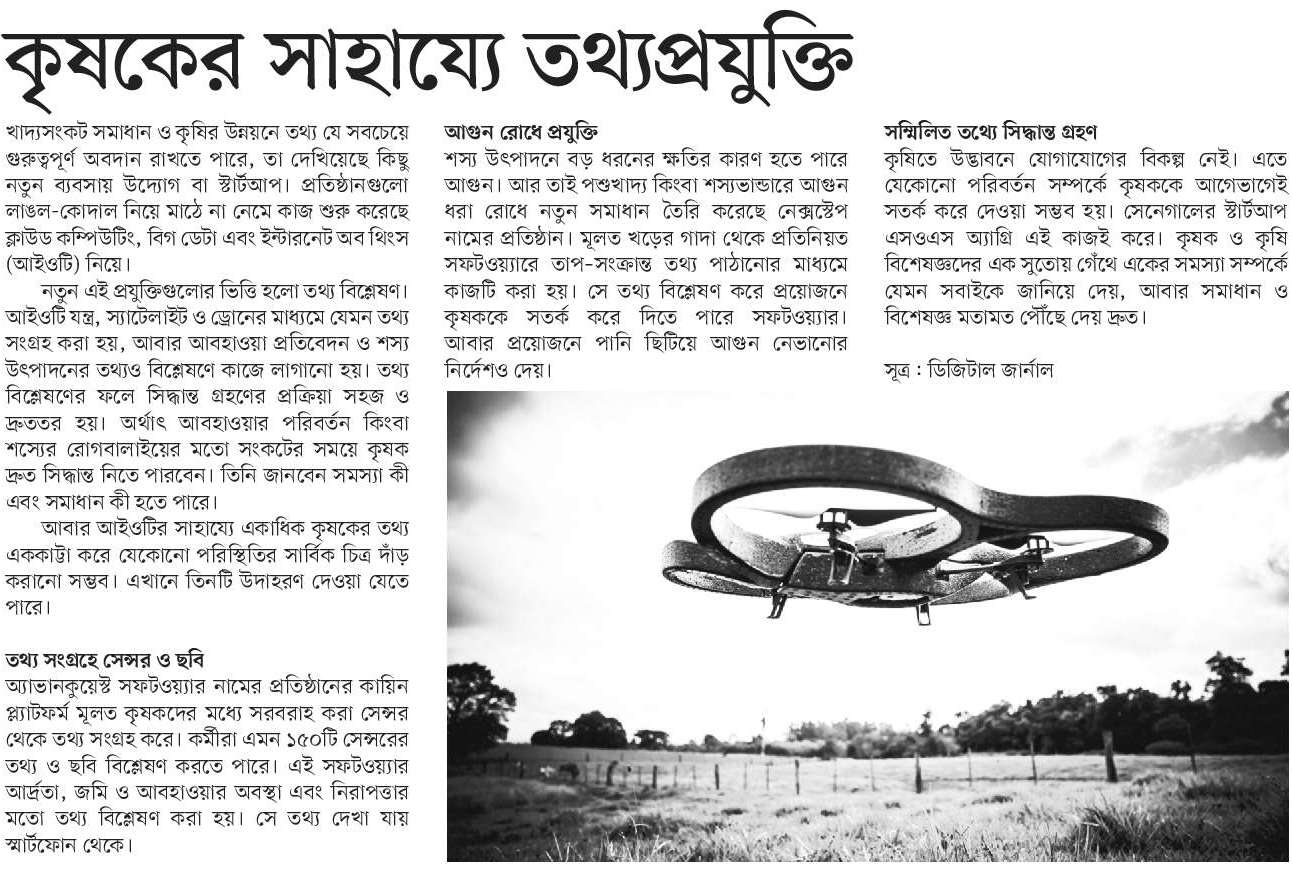 কৃষকের সাহায্যে তথ্যপ্রযুক্তি
খাদ্যসংকট সমাধান ও কৃষির উন্নয়নে তথ্য যে সবচেয়ে
গুরুত্বপূর্ণ অবদান রাখতে পারে, তা দেখিয়েছে কিছু
নতুন ব্যবসায় উদ্যোগ বা স্টার্টআপ। প্রতিষ্ঠানগুলো
লাঙল-কোদাল নিয়ে মাঠে না নেমে কাজ শুরু করেছে
ক্লাউড কম্পিউটিং, বিগ ডেটা এবং ইন্টারনেট অব থিংস
(আইওটি) নিয়ে।
নতুন এই প্রযুক্তিগুলোর ভিত্তি হলো তথ্য বিশ্লেষণ।
আইওটি যন্ত্র, স্যাটেলাইট ও ড্রোনের মাধ্যমে যেমন তথ্য
সংগ্রহ করা হয়, আবার আবহাওয়া প্রতিবেদন ও শস্য
উৎপাদনের তথ্যও বিশ্লেষণে কাজে লাগানো হয়। তথ্য
বিশ্লেষণের ফলে সিদ্ধান্ত গ্রহণের প্রক্রিয়া সহজ ও
দ্রুততর হয়। অর্থাৎ আবহাওয়ার পরিবর্তন কিংবা
শস্যের রোগবালাইয়ের মতো সংকটের সময়ে কৃষক
দ্রুত সিদ্ধান্ত নিতে পারবেন। তিনি জানবেন সমস্যা কী
এবং সমাধান কী হতে পারে।
আবার আইওটির সাহায্যে একাধিক কৃষকের তথ্য
এককাট্টা করে যেকোনো পরিস্থিতির সার্বিক চিত্র দাঁড়
করানো সম্ভব। এখানে তিনটি উদাহরণ দেওয়া যেতে
পারে।
তথ্য সংগ্রহে সেন্সর ও ছবি
অ্যাভানকুয়েস্ট সফটওয়্যার নামের প্রতিষ্ঠানের কায়িন
প্ল্যাটফর্ম মূলত কৃষকদের মধ্যে সরবরাহ করা সেন্সর
থেকে তথ্য সংগ্রহ করে। কর্মীরা এমন ১৫০টি সেন্সরের
তথ্য ও ছবি বিশ্লেষণ করতে পারে। এই সফটওয়্যার
আর্দ্রতা, জমি ও আবহাওয়ার অবস্থা এবং নিরাপত্তার
মতো তথ্য বিশ্লেষণ করা হয়। সে তথ্য দেখা যায়
স্মার্টফোন থেকে।
আগুন রোধে প্রযুক্তি
শস্য উৎপাদনে বড় ধরনের ক্ষতির কারণ হতে পারে
আগুন। আর তাই পশুখাদ্য কিংবা শস্যভান্ডারে আগুন
ধরা রোধে নতুন সমাধান তৈরি করেছে নেক্সস্টেপ
নামের প্রতিষ্ঠান। মূলত খড়ের গাদা থেকে প্রতিনিয়ত
সফটওয়্যারে তাপ-সংক্রান্ত তথ্য পাঠানোর মাধ্যমে
কাজটি করা হয়। সে তথ্য বিশ্লেষণ করে প্রয়োজনে
কৃষককে সতর্ক করে দিতে পারে সফটওয়্যার।
আবার প্রয়োজনে পানি ছিটিয়ে আগুন নেভানোর
নির্দেশও দেয়।
সম্মিলিত তথ্যে সিদ্ধান্ত গ্রহণ
কৃষিতে উদ্ভাবনে যোগাযোগের বিকল্প নেই। এতে
যেকোনো পরিবর্তন সম্পর্কে কৃষককে আগেভাগেই
সতর্ক করে দেওয়া সম্ভব হয়। সেনেগালের স্টার্টআপ
এসওএস অ্যাগ্রি এই কাজই করে। কৃষক ও কৃষি
বিশেষজ্ঞদের এক সুতোয় গেঁথে একের সমস্যা সম্পর্কে
যেমন সবাইকে জানিয়ে দেয়, আবার সমাধান ও
বিশেষজ্ঞ মতামত পৌঁছে দেয় দ্রুত।
সূত্র : ডিজিটাল জার্নাল